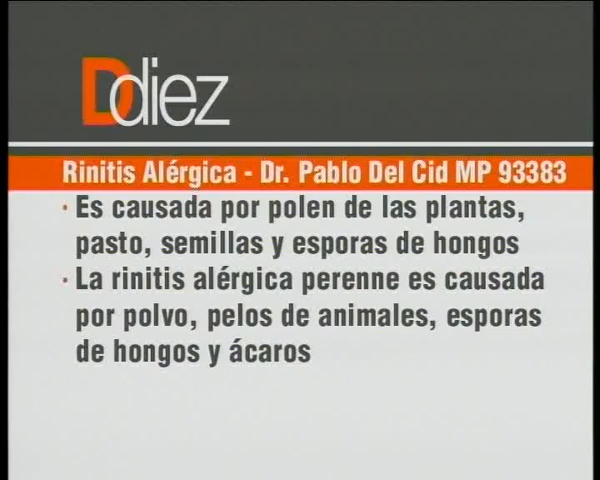 Ddiez
Rinitis Alérgica - Dr. Pablo Del Cid MP 93383
· Es causada por polen de las plantas,
pasto, semillas y esporas de hongos
· La rinitis alérgica perenne es causada
por polvo, pelos de animales, esporas
de hongos y ácaros